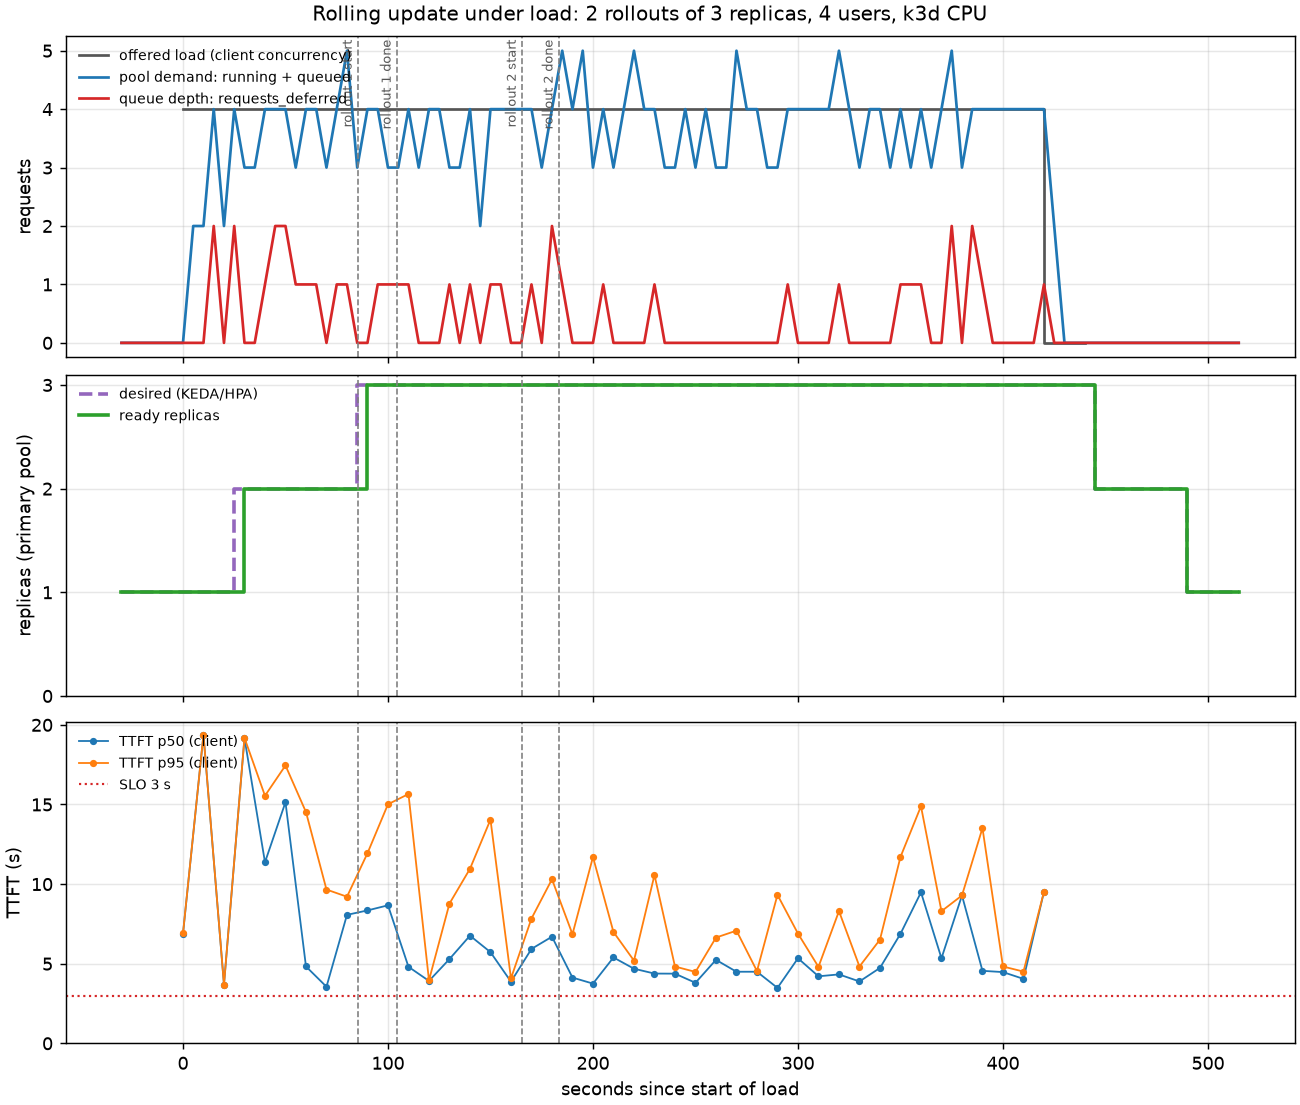 Rolling update under load: 2 rollouts of 3 replicas, 4 users, k3d CPU
requests
5
4
3
2
1
0
offered load (client concurrency)
pool demand: running + queued
queue depth: requests_deferred
rollout 1 start
rollout 1 done
rollout 2 start
rollout 2 done
replicas (primary pool)
3
2
1
0
desired (KEDA/HPA)
ready replicas
TTFT (s)
20
15
10
5
0
TTFT p50 (client)
TTFT p95 (client)
SLO 3 s
0
100
200
300
400
500
seconds since start of load